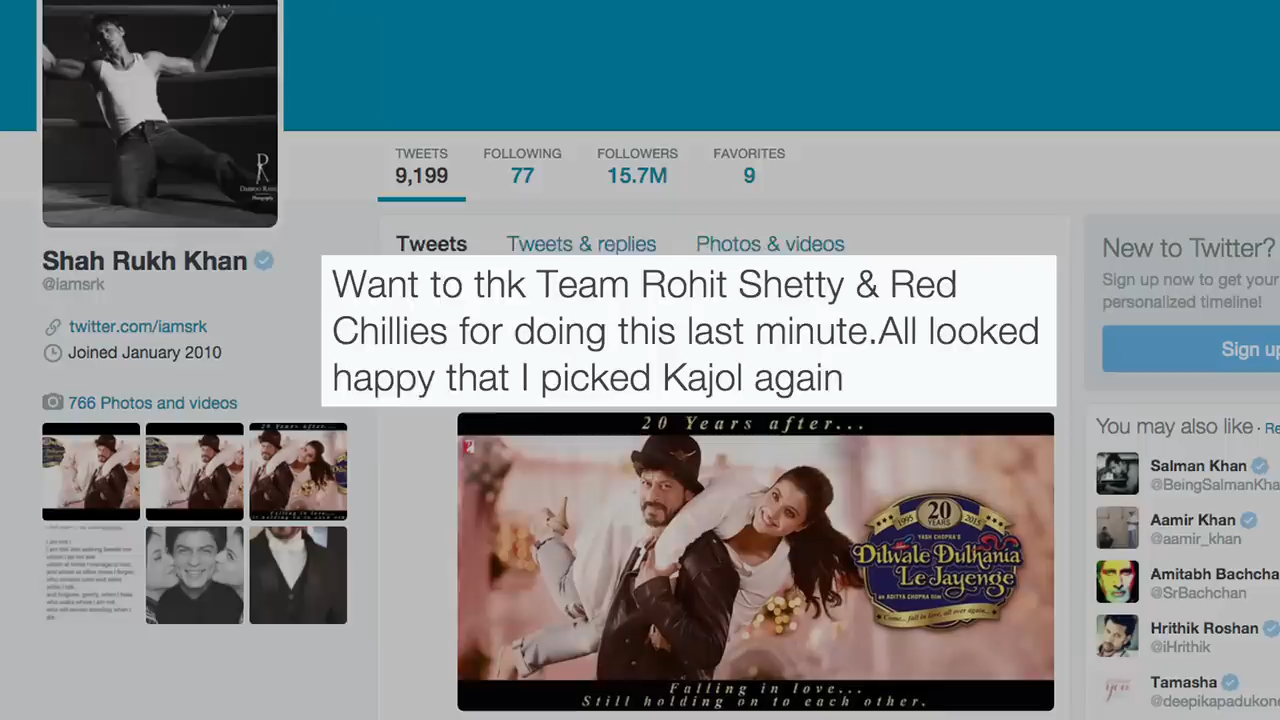 TWEETS
9,199
FOLLOWING
77
FOLLOWERS
15.7M
FAVORITES
9
Shah Rukh Khan
@iamsrk
twitter.com/iamsrk
Joined January 2010
766 Photos and videos
Tweets Tweets & replies Photos & videos
Want to thk Team Rohit Shetty & Red
Chillies for doing this last minute.All looked
happy that I picked Kajol again
20 Years after...
1995 20 2015
YEARS
YASH CHOPRA'S
Dilwale Dulhania
Le Jayenge
AN ADITYA CHOPRA FILM
Come... fall in love, all over again...
Falling in love...
Still holding on to each other.
New to Twitter?
Sign up now to get your
personalized timeline!
Sign up
You may also like · Re
Salman Khan
@BeingSalmanKha
Aamir Khan
@aamir_khan
Amitabh Bachcha
@SrBachchan
Hrithik Roshan
@iHrithik
Tamasha
@deepikapadukon